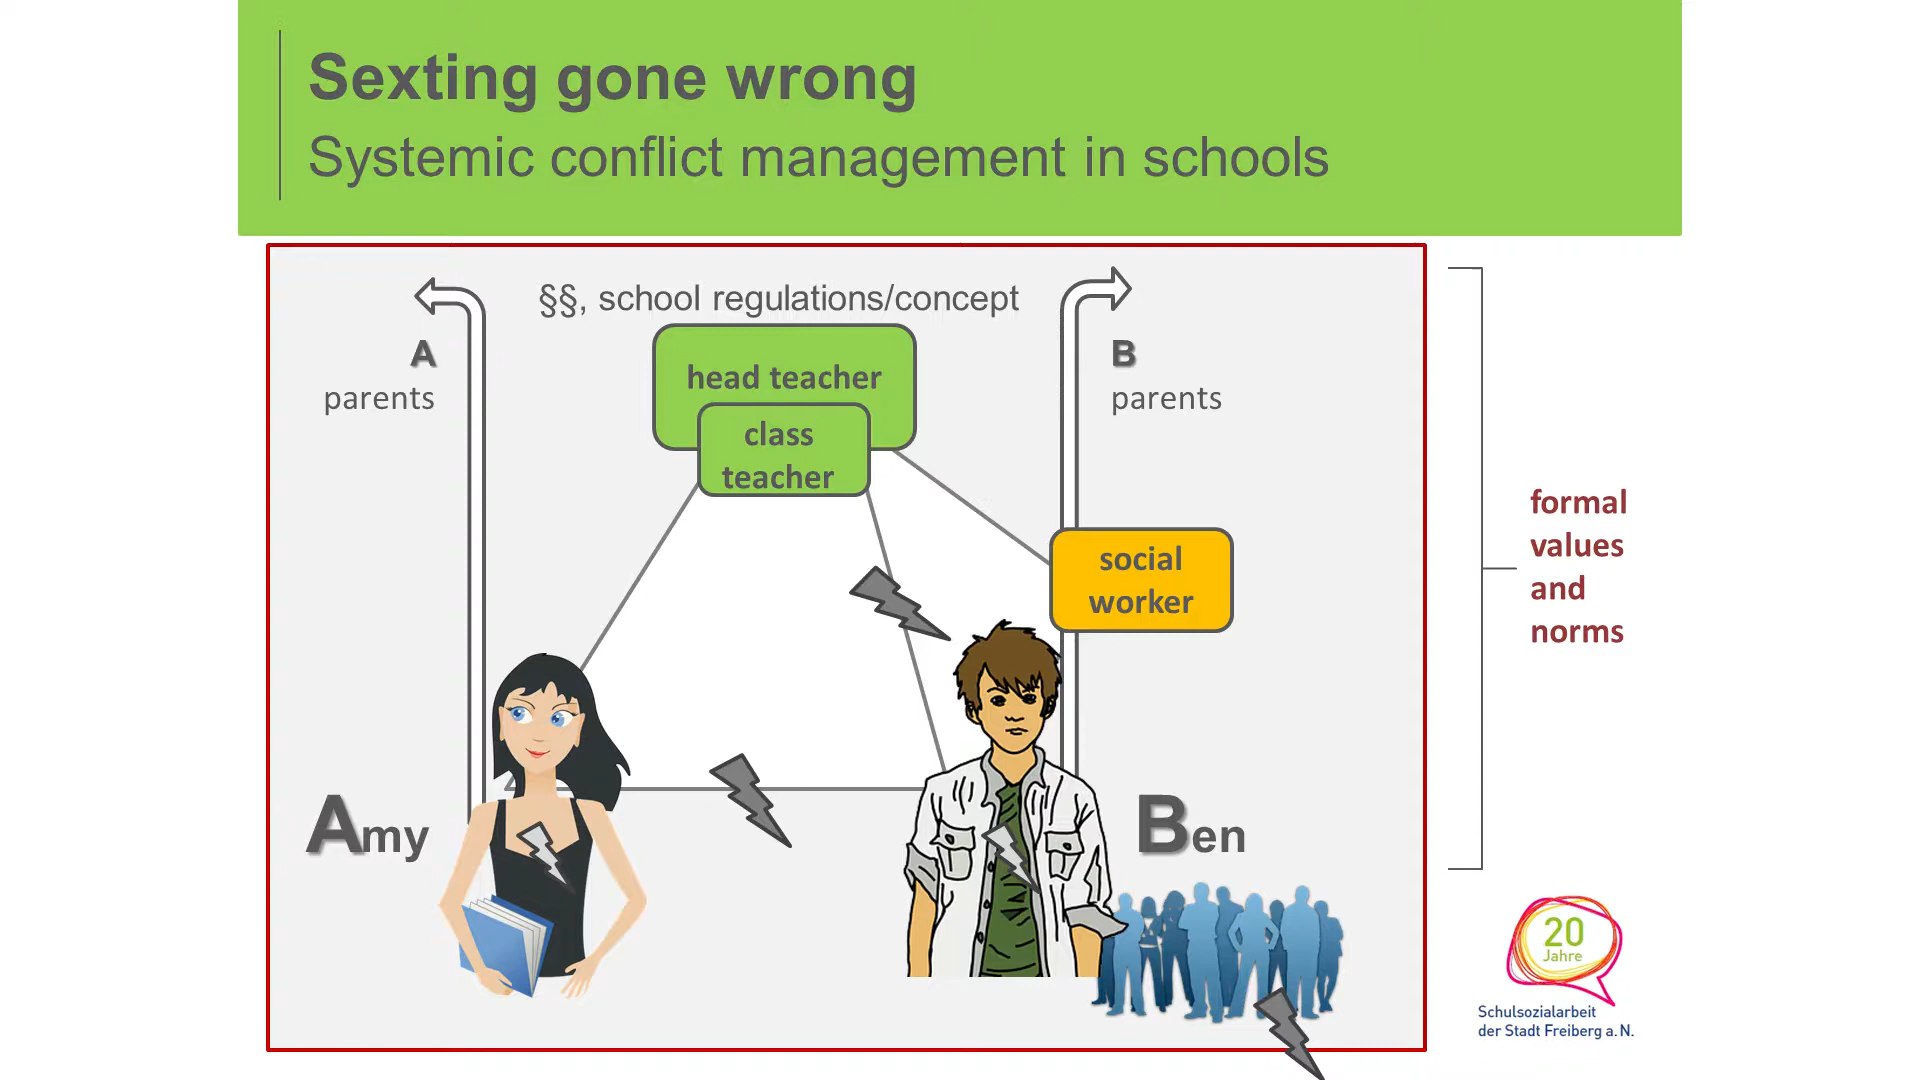 Sexting gone wrong
Systemic conflict management in schools
§§, school regulations/concept
A
parents
head teacher
class
teacher
B
parents
social
worker
formal
values
and
norms
Amy
Ben
20
Jahre
Schulsozialarbeit
der Stadt Freiberg a. N.